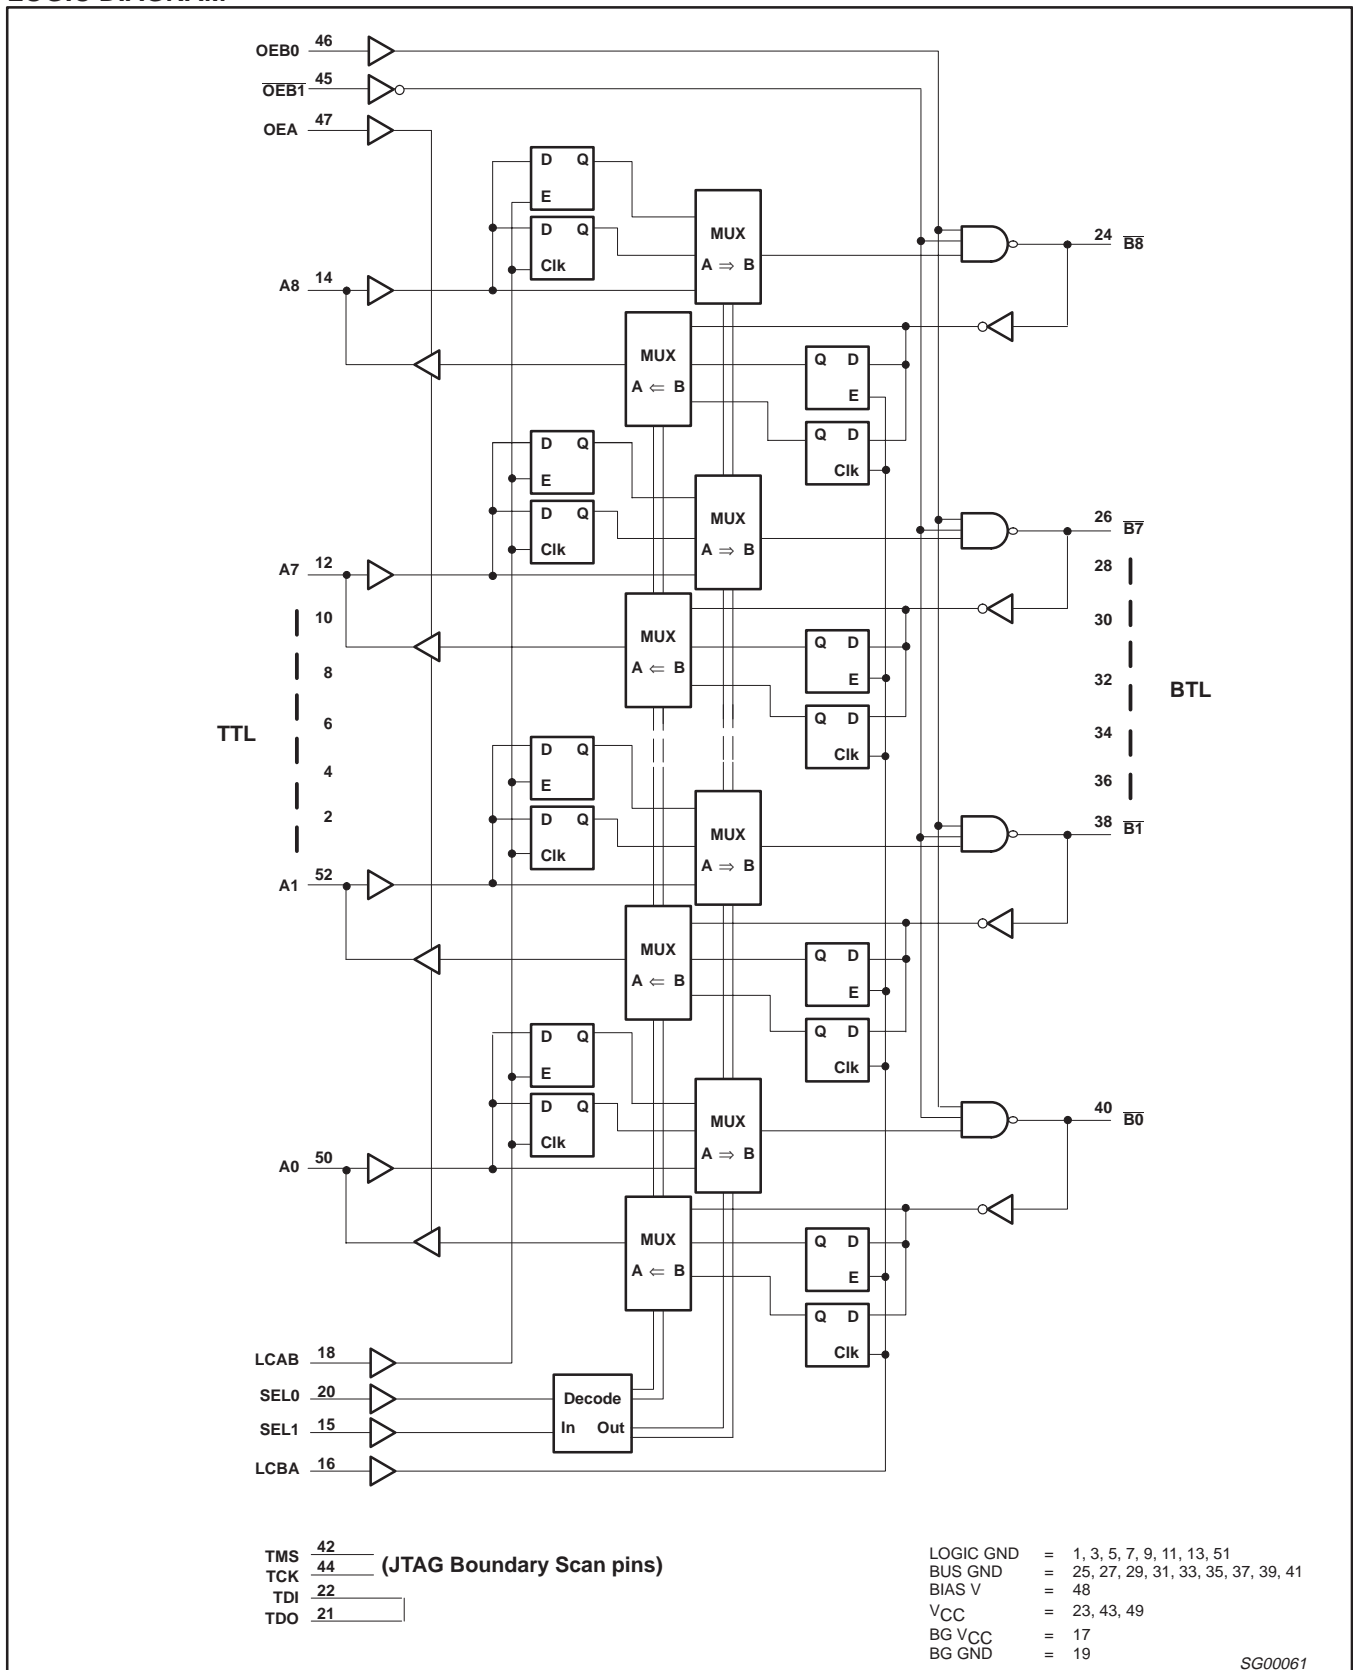 LOGIC DIAGRAM
OEB0 46
OEB1 45
OEA 47
D Q
E
D Q
Clk
MUX
A ⇒ B
24 B8
A8 14
MUX
A ⇐ B
Q D
E
Q D
Clk
D Q
E
D Q
Clk
MUX
A ⇒ B
26 B7
A7 12
28
10
30
MUX
A ⇐ B
Q D
E
8
32
BTL
Q D
Clk
TTL
6
34
4
36
2
D Q
E
D Q
Clk
MUX
A ⇒ B
38 B1
A1 52
MUX
A ⇐ B
Q D
E
Q D
Clk
D Q
E
D Q
Clk
MUX
A ⇒ B
40 B0
A0 50
MUX
A ⇐ B
Q D
E
Q D
Clk
LCAB 18
SEL0 20
SEL1 15
LCBA 16
Decode
In Out
TMS 42
TCK 44
(JTAG Boundary Scan pins)
TDI 22
TDO 21
LOGIC GND = 1, 3, 5, 7, 9, 11, 13, 51
BUS GND = 25, 27, 29, 31, 33, 35, 37, 39, 41
BIAS V = 48
VCC = 23, 43, 49
BG VCC = 17
BG GND = 19
SG00061